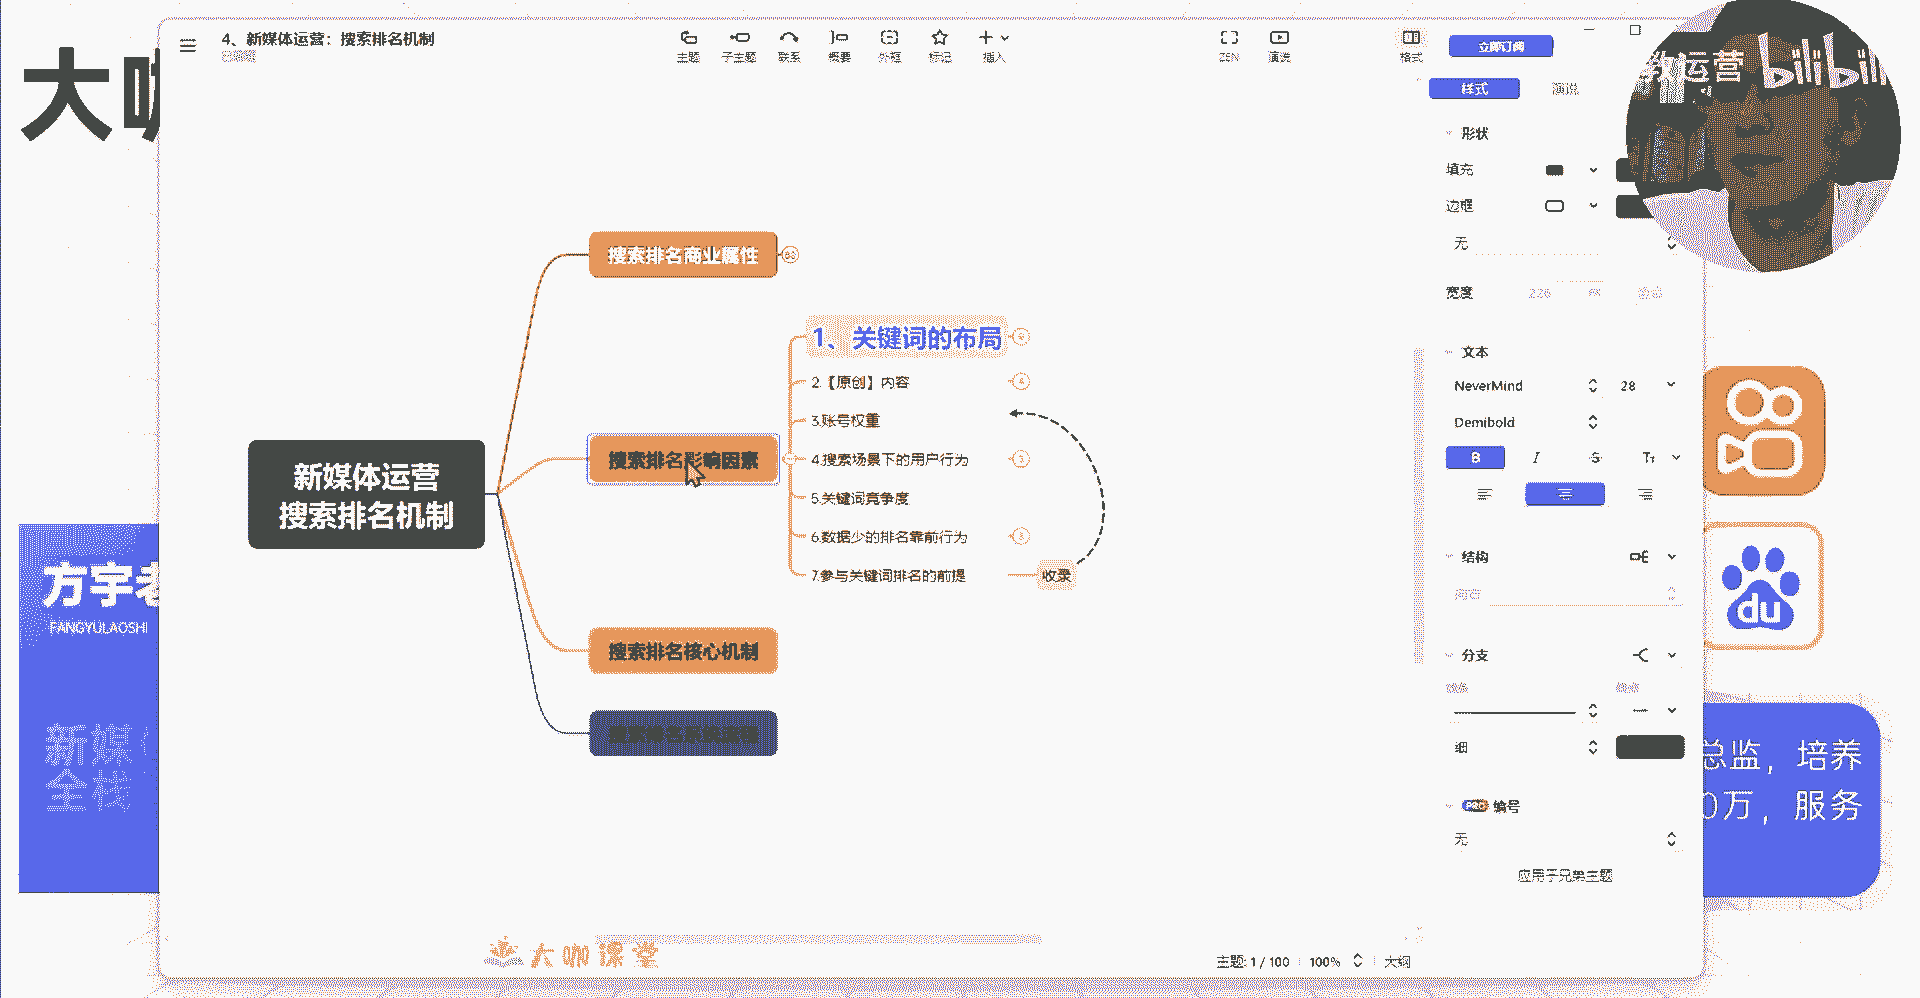 4、新媒体运营：搜索排名机制
已编辑
主题
子主题
联系
概要
外框
标记
插入
ZEN
演说
格式
立即订阅
教运营 bilibili
大咖
样式
演说
形状
填充
边框
无
宽度
226
文本
NeverMind
28
Demibold
B
I
S
Tт
结构
分支
细
PRO 编号
无
应用于兄弟主题
新媒体运营
搜索排名机制
搜索排名商业属性
搜索排名影响因素
1、关键词的布局
2.【原创】内容
4
3.账号权重
4.搜索场景下的用户行为
3
5.关键词竞争度
6.数据少的排名靠前行为
7.参与关键词排名的前提
收录
搜索排名核心机制
方宇老
FANGYULAOSHI
新媒
全栈
du
总监，培养
0万，服务
大咖课堂
主题: 1 / 100
100%
大纲